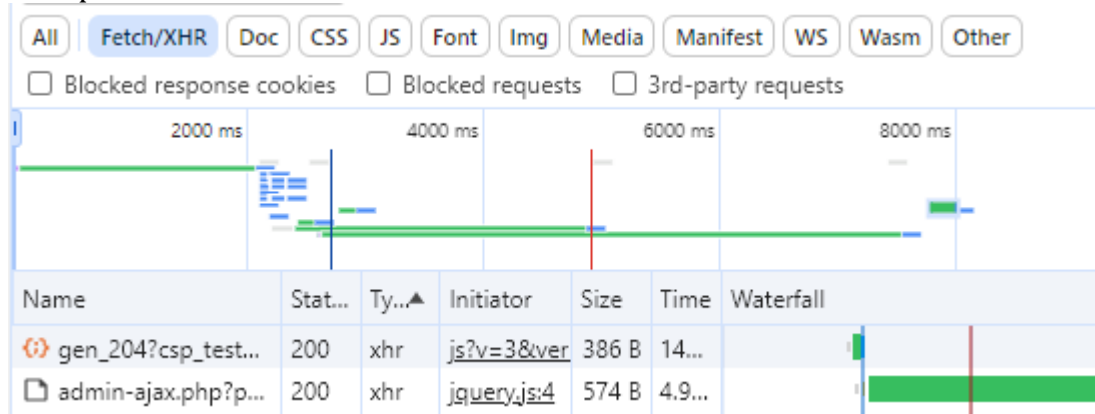 All Fetch/XHR Doc CSS JS Font Img Media Manifest WS Wasm Other
Blocked response cookies Blocked requests 3rd-party requests
2000 ms 4000 ms 6000 ms 8000 ms
Name Stat... Ty... Initiator Size Time Waterfall
gen_204?csp_test... 200 xhr js?v=3&ver 386 B 14...
admin-ajax.php?p... 200 xhr jquery.js:4 574 B 4.9...